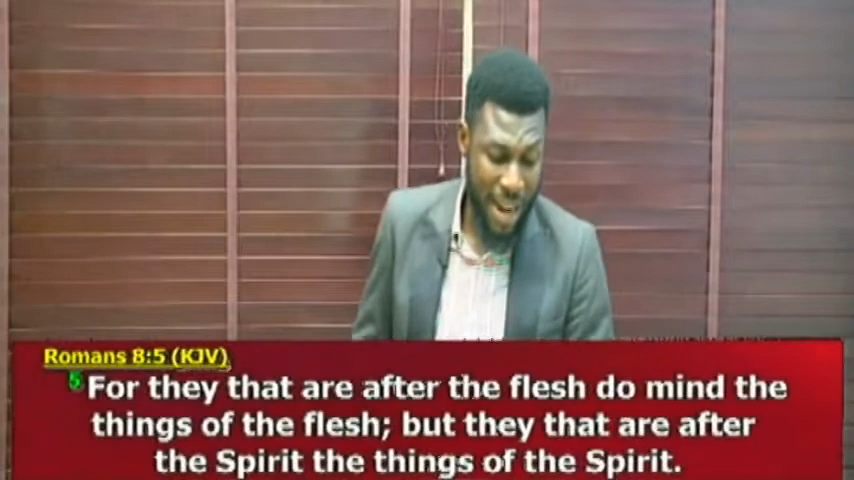 Romans 8:5 (KJV)
5 For they that are after the flesh do mind the
things of the flesh; but they that are after
the Spirit the things of the Spirit.